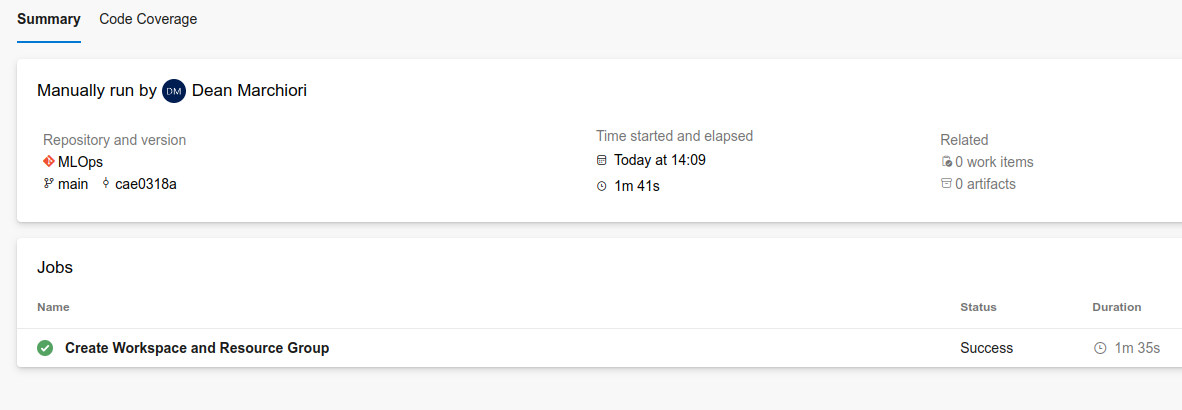 Summary Code Coverage
Manually run by DM Dean Marchiori
Repository and version
MLOps
main cae0318a
Time started and elapsed
Today at 14:09
1m 41s
Related
0 work items
0 artifacts
Jobs
Name Status Duration
Create Workspace and Resource Group Success 1m 35s